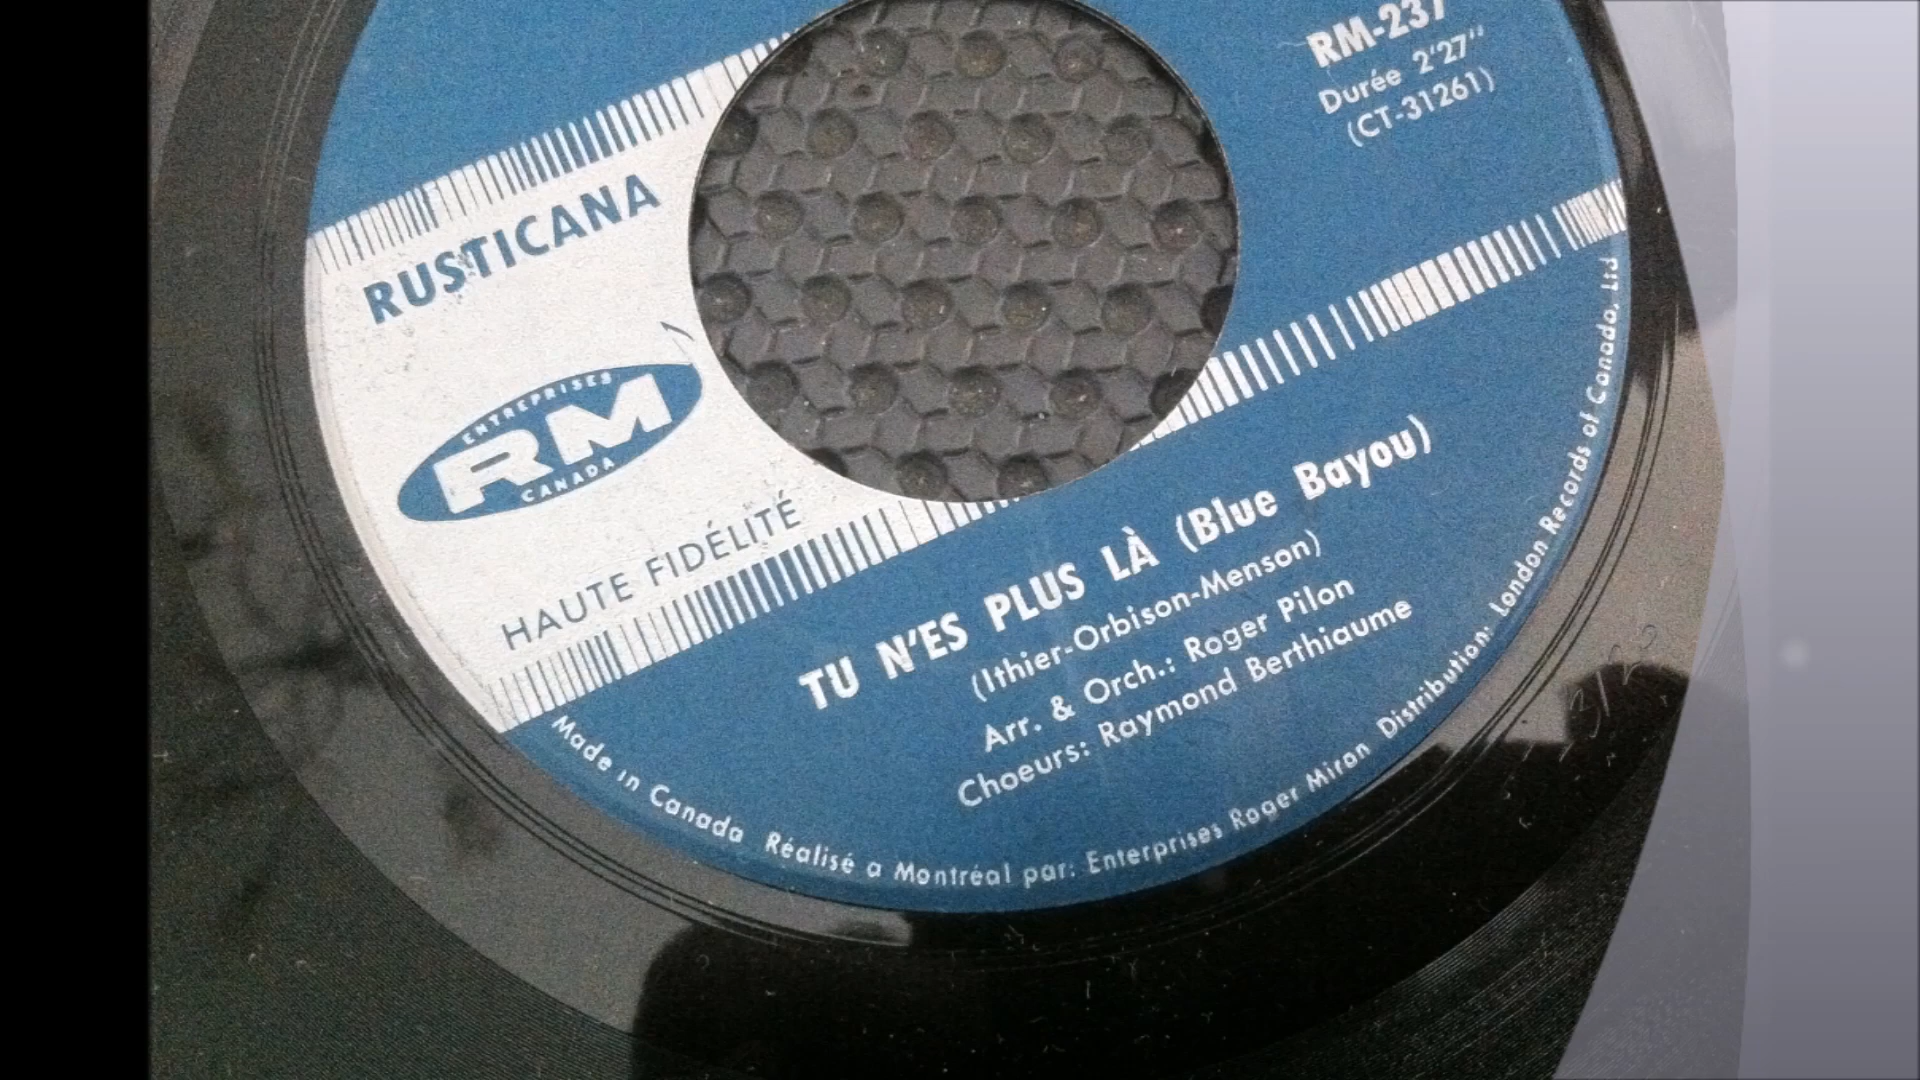 RM-237
Durée 2'27"
(CT-31261)
RUSTICANA
ENTREPRISES
RM
CANADA
HAUTE FIDÉLITÉ
TU N'ES PLUS LÀ (Blue Bayou)
(Ithier-Orbison-Menson)
Arr. & Orch.: Roger Pilon
Choeurs: Raymond Berthiaume
Made in Canada Réalisé a Montréal par: Enterprises Roger Miron Distribution: London Records of Canada, Ltd